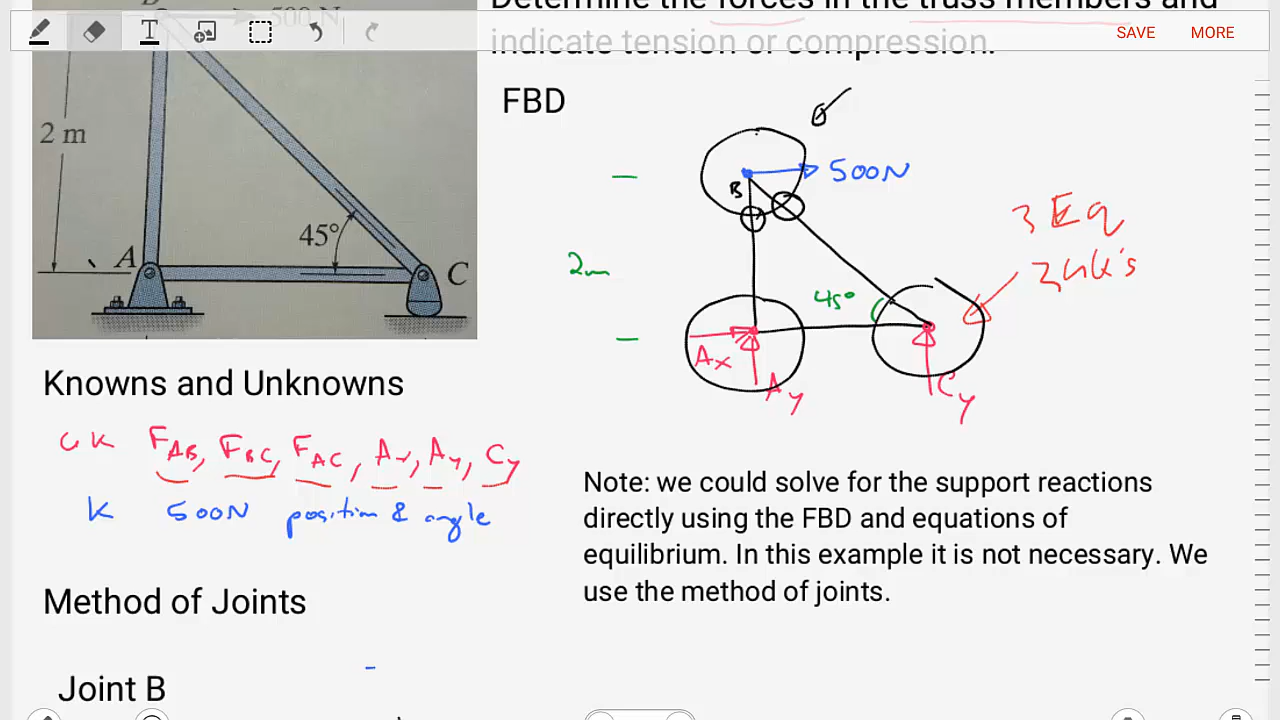 Determine the forces in the truss members and
indicate tension or compression.
SAVE
MORE
500 N
2 m
A
45°
C
FBD
B
500N
3 Eq
2m
45°
Ax
Ay
Cy
Knowns and Unknowns
UK FAB, FBC, FAC, Ax, Ay, Cy
K 500N position & angle
Note: we could solve for the support reactions
directly using the FBD and equations of
equilibrium. In this example it is not necessary. We
use the method of joints.
Method of Joints
Joint B